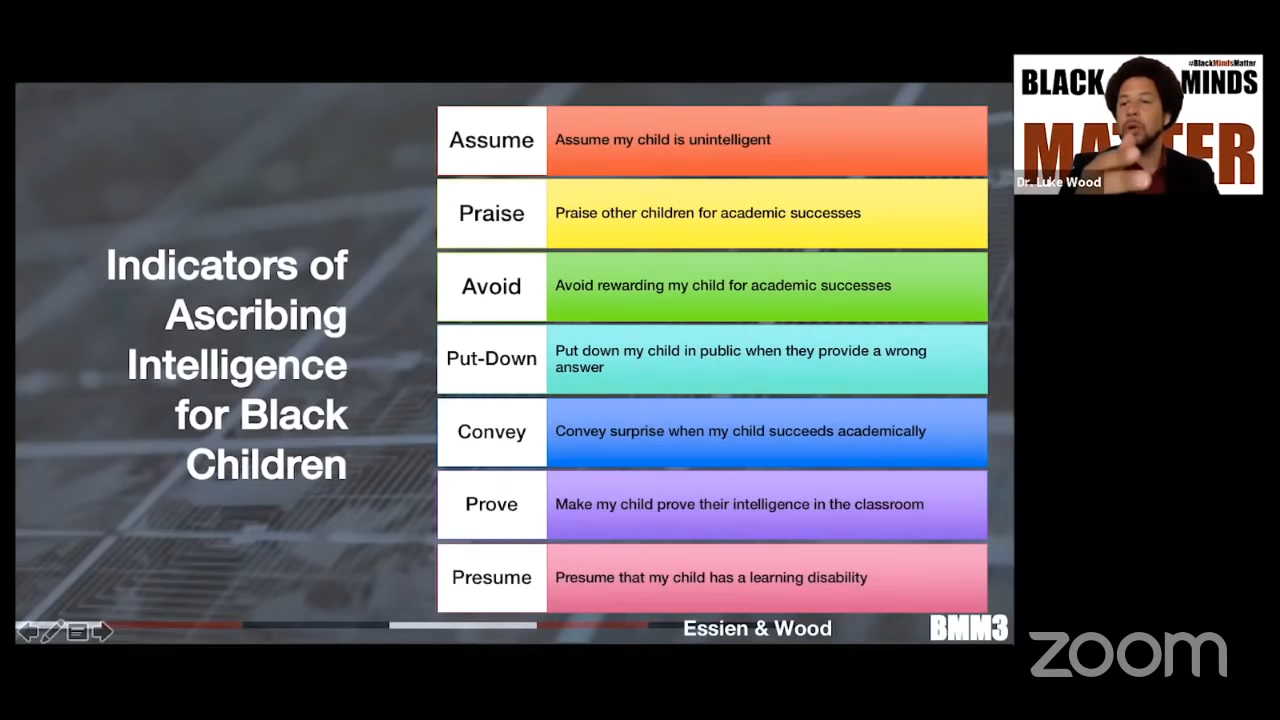 Indicators of
Ascribing
Intelligence
for Black
Children
Assume
Assume my child is unintelligent
Praise
Praise other children for academic successes
Avoid
Avoid rewarding my child for academic successes
Put-Down
Put down my child in public when they provide a wrong
answer
Convey
Convey surprise when my child succeeds academically
Prove
Make my child prove their intelligence in the classroom
Presume
Presume that my child has a learning disability
Essien & Wood
BMM3
#BlackMindsMatter
BLACK MINDS
MATTER
Dr. Luke Wood
zoom